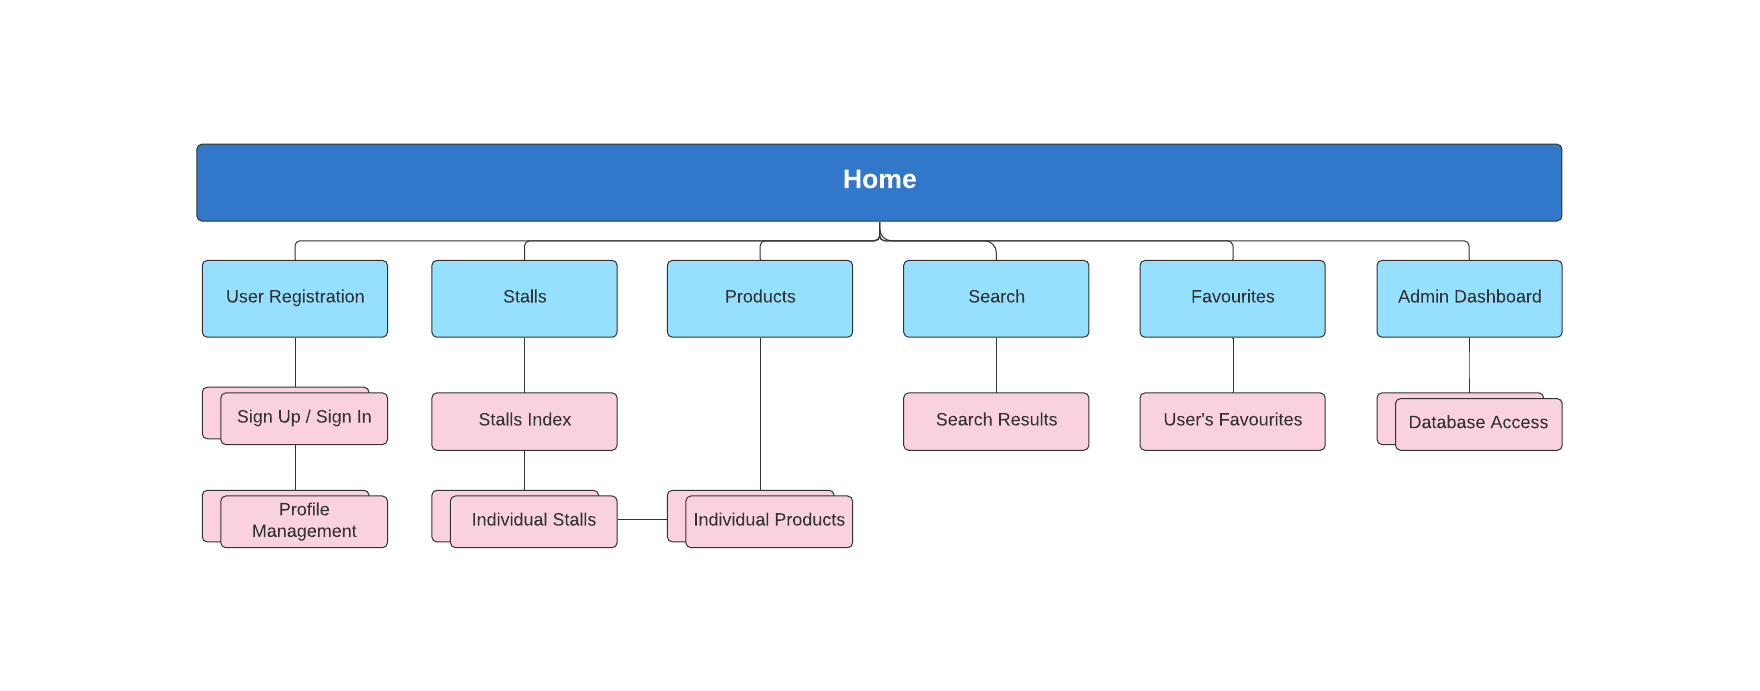 Home
User Registration
Stalls
Products
Search
Favourites
Admin Dashboard
Sign Up / Sign In
Stalls Index
Search Results
User's Favourites
Database Access
Profile
Management
Individual Stalls
Individual Products